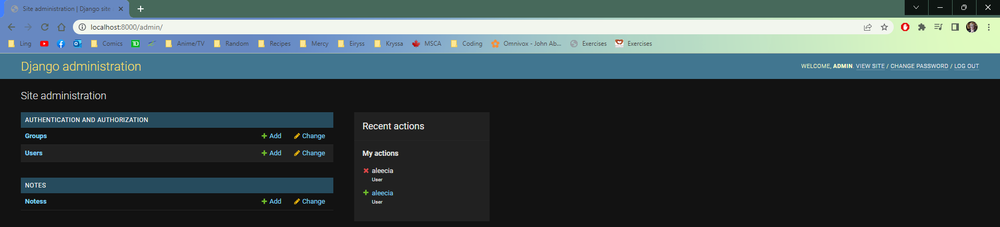 Site administration | Django site
localhost:8000/admin/
Ling Comics TD Anime/TV Random Recipes Mercy Eiryss Kryssa MSCA Coding Omnivox - John Ab... Exercises Exercises
Django administration
WELCOME, ADMIN. VIEW SITE / CHANGE PASSWORD / LOG OUT
Site administration
AUTHENTICATION AND AUTHORIZATION
Groups Add Change
Users Add Change
NOTES
Notess Add Change
Recent actions
My actions
aleecia
User
aleecia
User